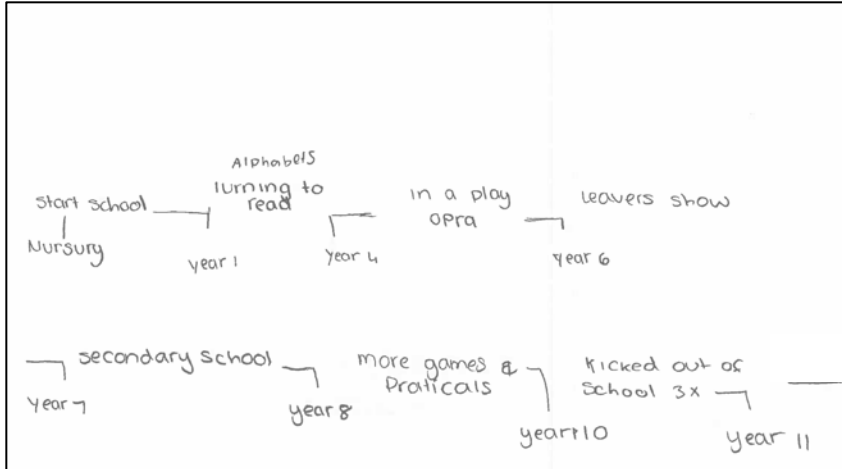 Alphabets
lurning to
read
start school
Nursury
year 1
year 4
in a play
opra
year 6
leavers show
secondary school
year 7
year 8
more games &
Praticals
year 10
kicked out of
school 3x
year 11